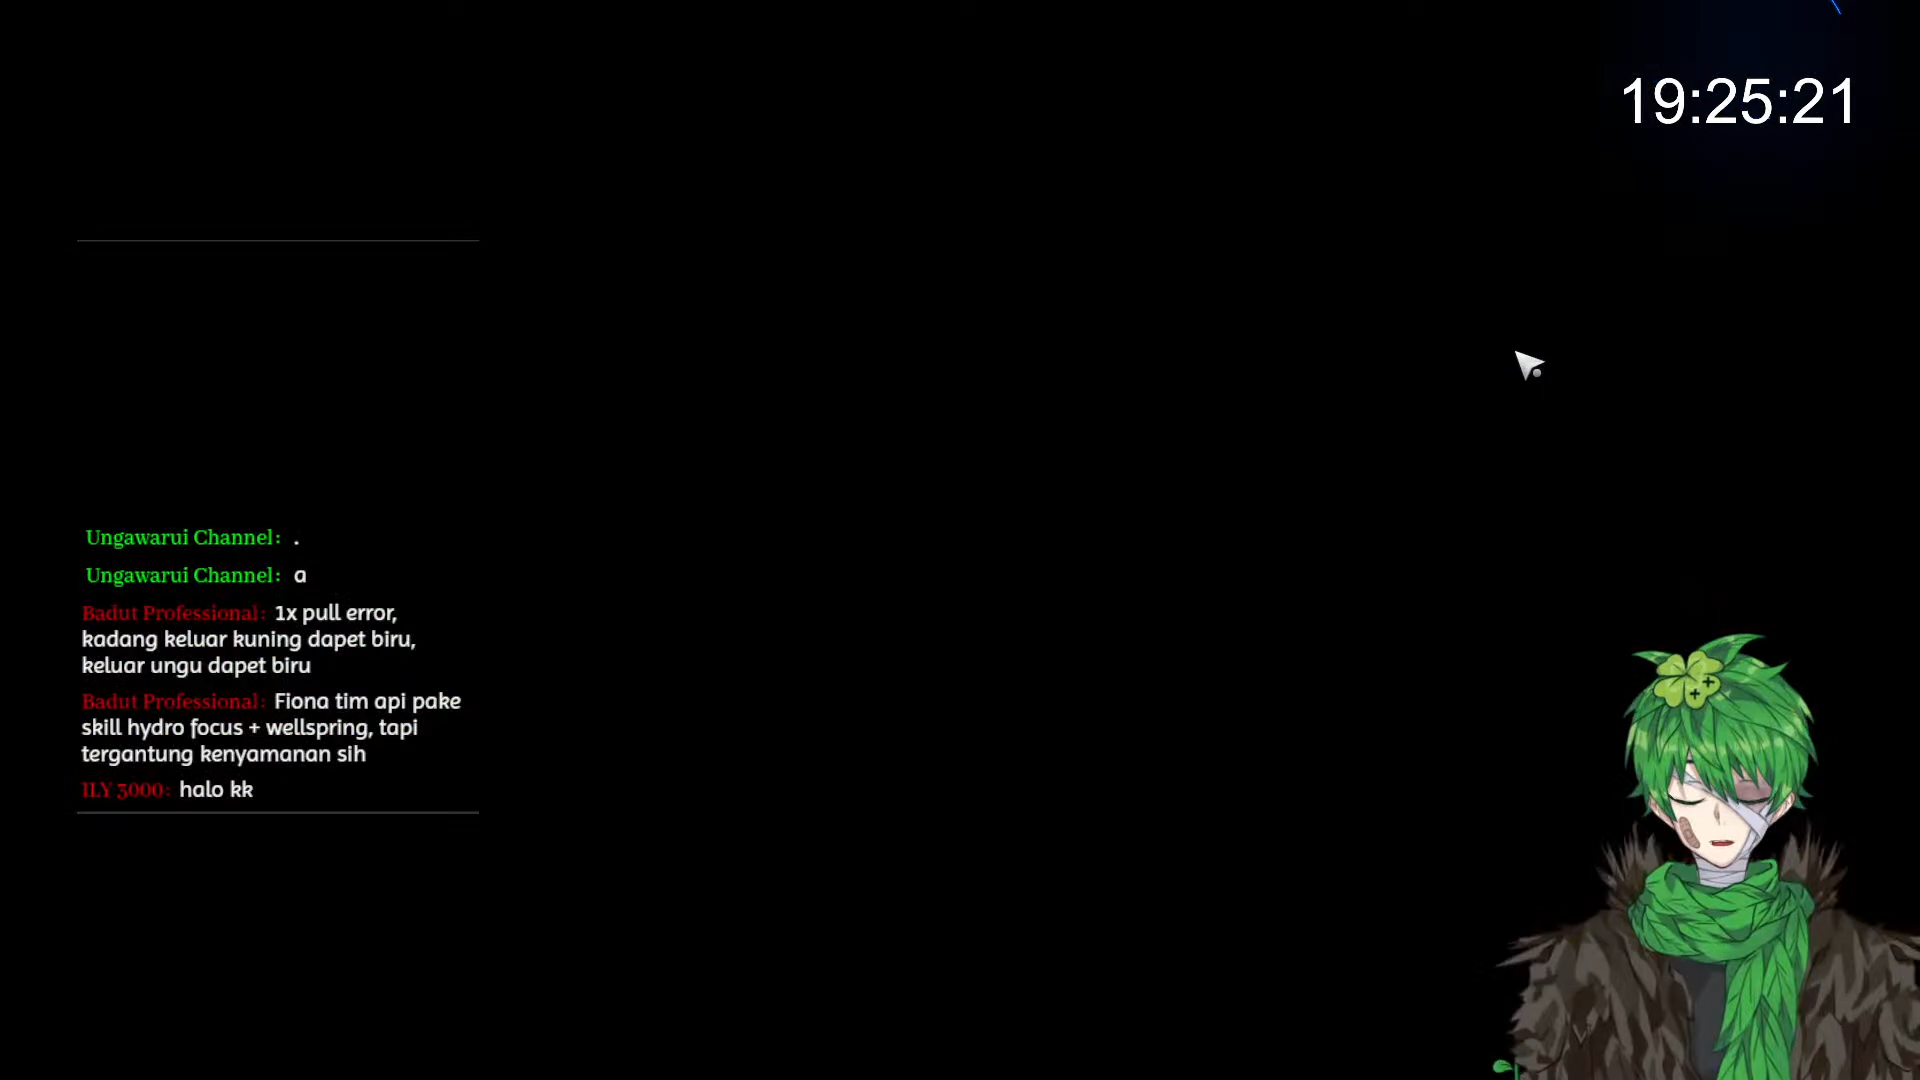 19:25:21
Ungawarui Channel: .
Ungawarui Channel: a
Badut Professional: 1x pull error,
kadang keluar kuning dapet biru,
keluar ungu dapet biru
Badut Professional: Fiona tim api pake
skill hydro focus + wellspring, tapi
tergantung kenyamanan sih
ILY 3000: halo kk